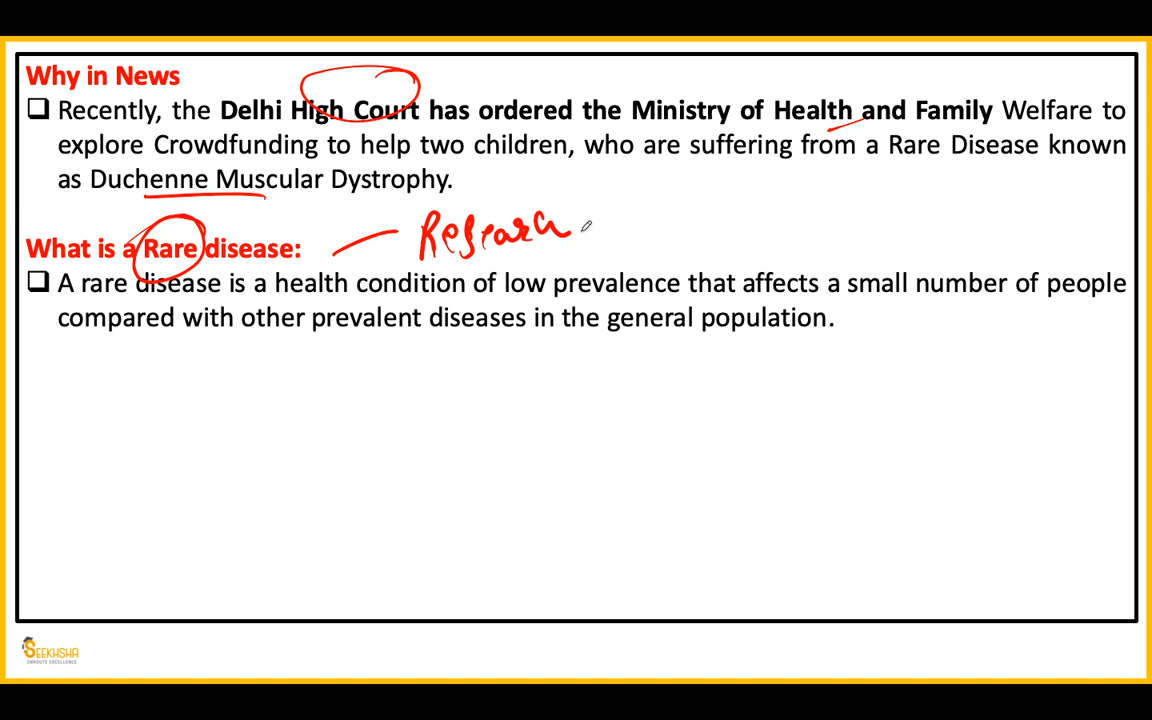 Why in News
❑ Recently, the Delhi High Court has ordered the Ministry of Health and Family Welfare to
explore Crowdfunding to help two children, who are suffering from a Rare Disease known
as Duchenne Muscular Dystrophy.
What is a Rare disease:
❑ A rare disease is a health condition of low prevalence that affects a small number of people
compared with other prevalent diseases in the general population.
SEEKHSHA
ENROUTE EXCELLENCE